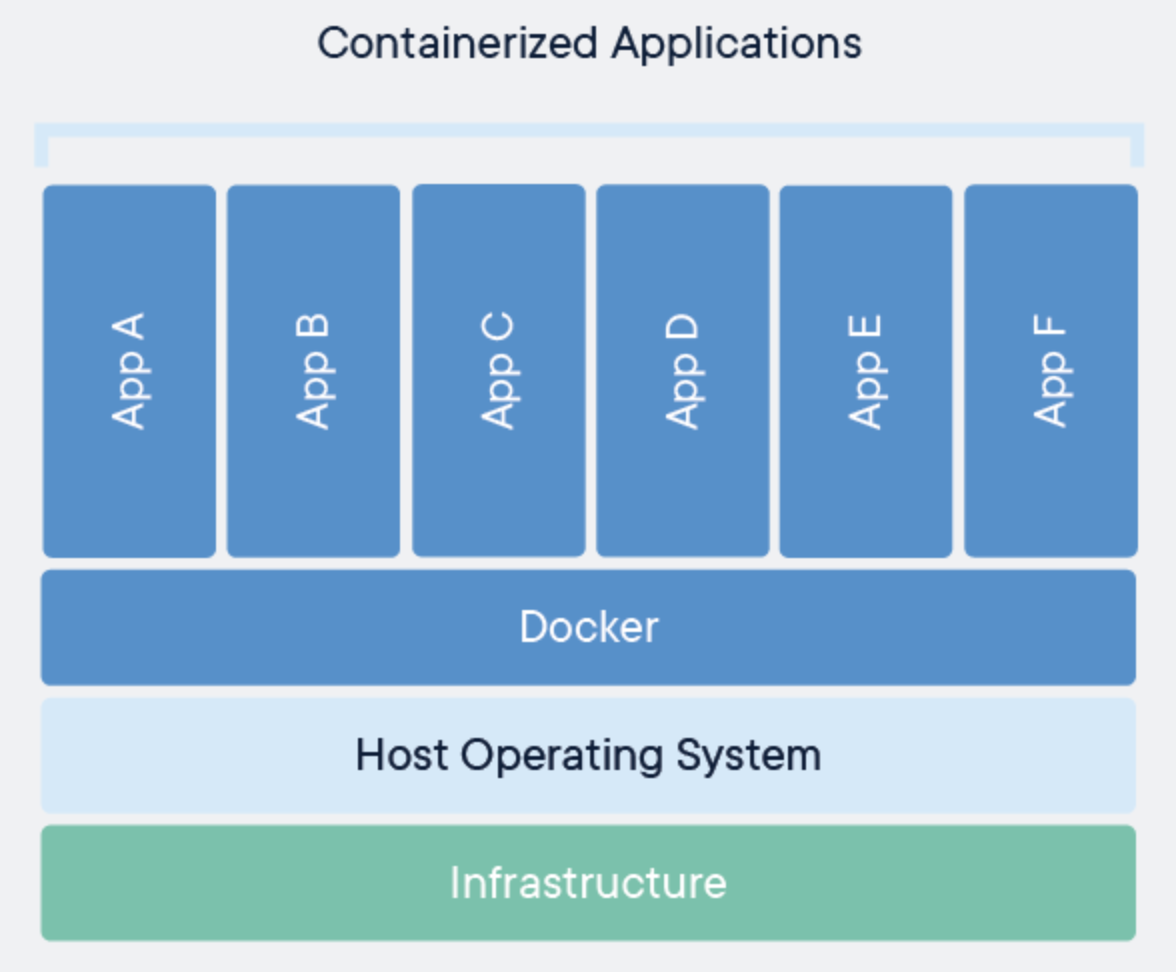 Containerized Applications
App A
App B
App C
App D
App E
App F
Docker
Host Operating System
Infrastructure